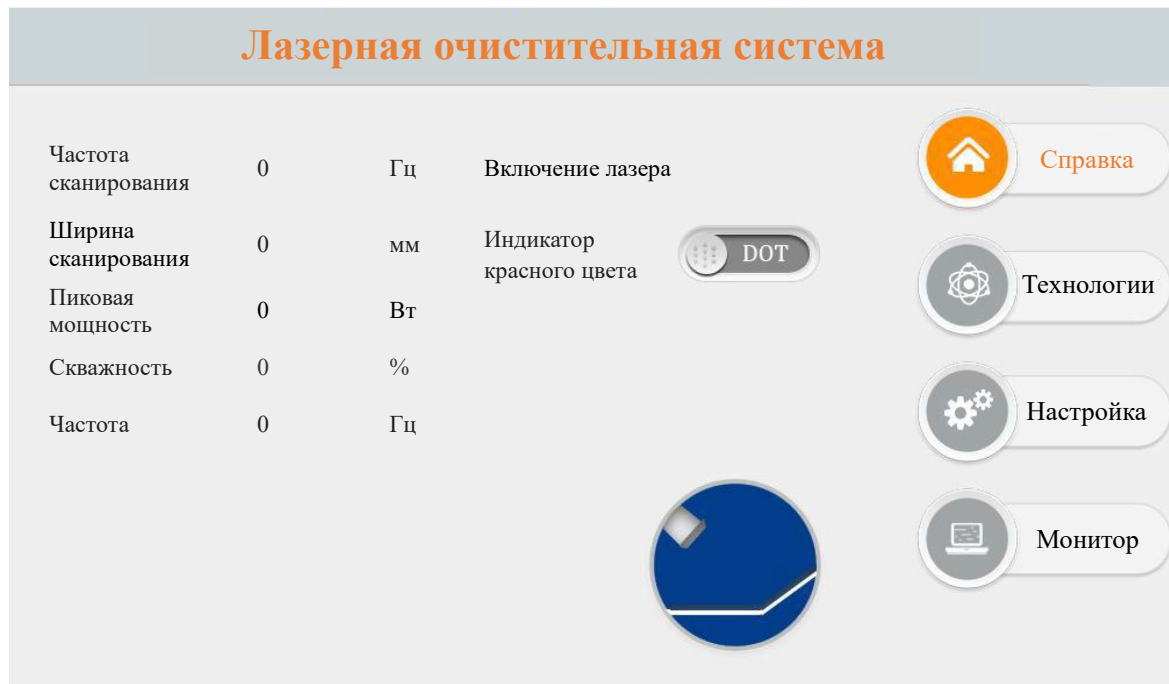 Лазерная очистительная система
Частота
сканирования
0
Гц
Включение лазера
Ширина
сканирования
0
мм
Индикатор
красного цвета
DOT
Пиковая
мощность
0
Вт
Скважность
0
%
Частота
0
Гц
Справка
Технологии
Настройка
Монитор